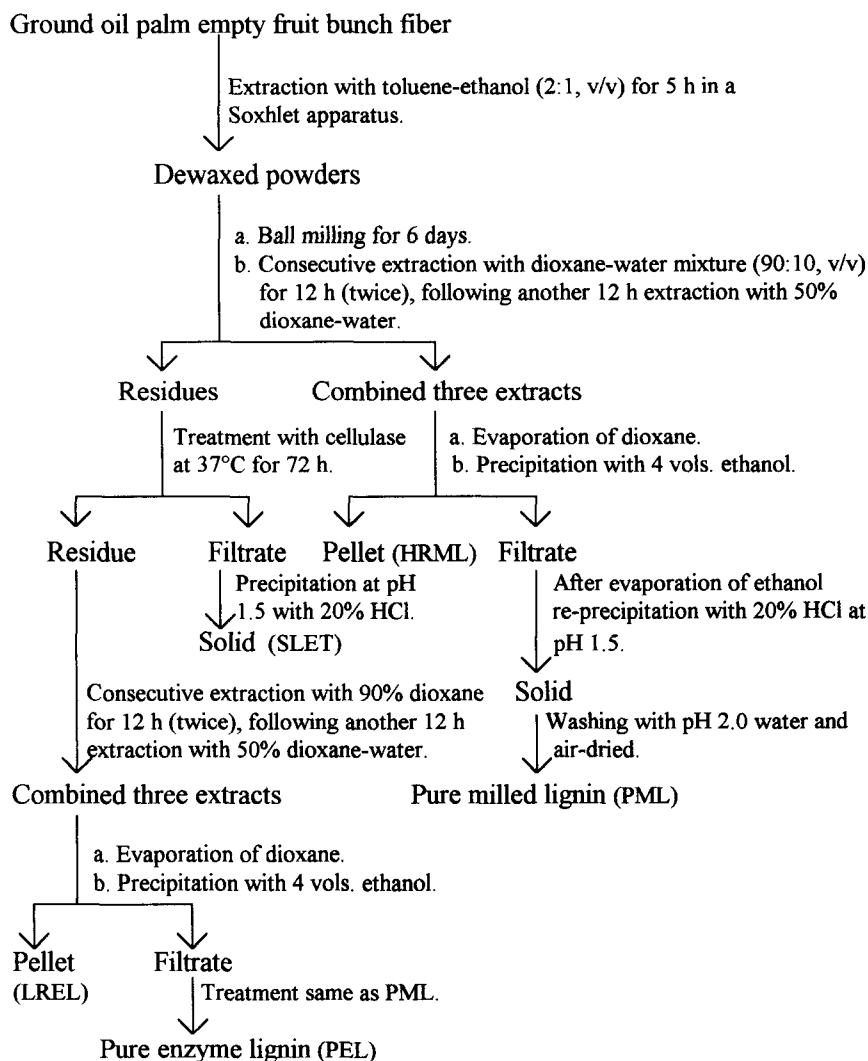 Ground oil palm empty fruit bunch fiber
Extraction with toluene-ethanol (2:1, v/v) for 5 h in a
Soxhlet apparatus.
Dewaxed powders
a. Ball milling for 6 days.
b. Consecutive extraction with dioxane-water mixture (90:10, v/v)
for 12 h (twice), following another 12 h extraction with 50%
dioxane-water.
Residues
Combined three extracts
Treatment with cellulase
at 37°C for 72 h.
a. Evaporation of dioxane.
b. Precipitation with 4 vols. ethanol.
Residue
Filtrate
Pellet (HRML)
Filtrate
Precipitation at pH
1.5 with 20% HCl.
Solid (SLET)
After evaporation of ethanol
re-precipitation with 20% HCl at
pH 1.5.
Consecutive extraction with 90% dioxane
for 12 h (twice), following another 12 h
extraction with 50% dioxane-water.
Solid
Washing with pH 2.0 water and
air-dried.
Combined three extracts
Pure milled lignin (PML)
a. Evaporation of dioxane.
b. Precipitation with 4 vols. ethanol.
Pellet
(LREL)
Filtrate
Treatment same as PML.
Pure enzyme lignin (PEL)